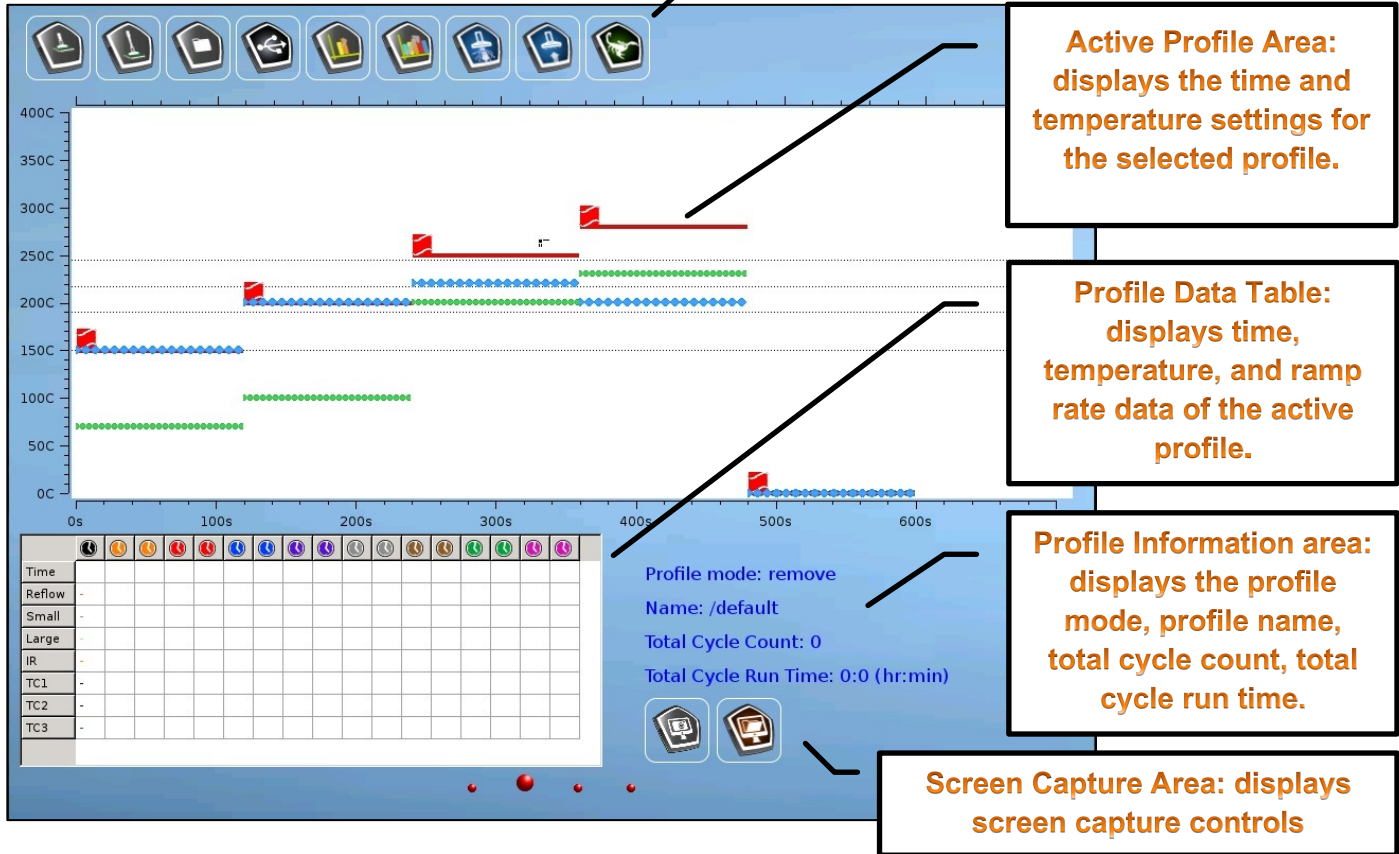 Active Profile Area:
displays the time and
temperature settings for
the selected profile.
400C
350C
300C
250C
200C
150C
100C
50C
0C
0s 100s 200s 300s 400s 500s 600s
Profile Data Table:
displays time,
temperature, and ramp
rate data of the active
profile.
Time
Reflow -
Small -
Large -
IR -
TC1 -
TC2 -
TC3 -
Profile mode: remove
Name: /default
Total Cycle Count: 0
Total Cycle Run Time: 0:0 (hr:min)
Profile Information area:
displays the profile
mode, profile name,
total cycle count, total
cycle run time.
Screen Capture Area: displays
screen capture controls